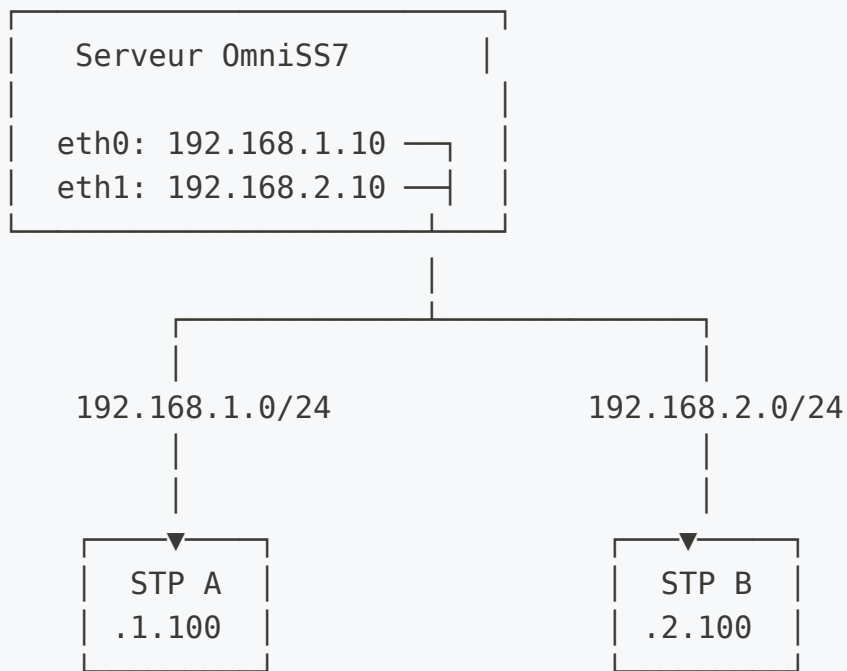 Serveur OmniSS7
eth0: 192.168.1.10
eth1: 192.168.2.10
192.168.1.0/24 192.168.2.0/24
STP A STP B
.1.100 .2.100